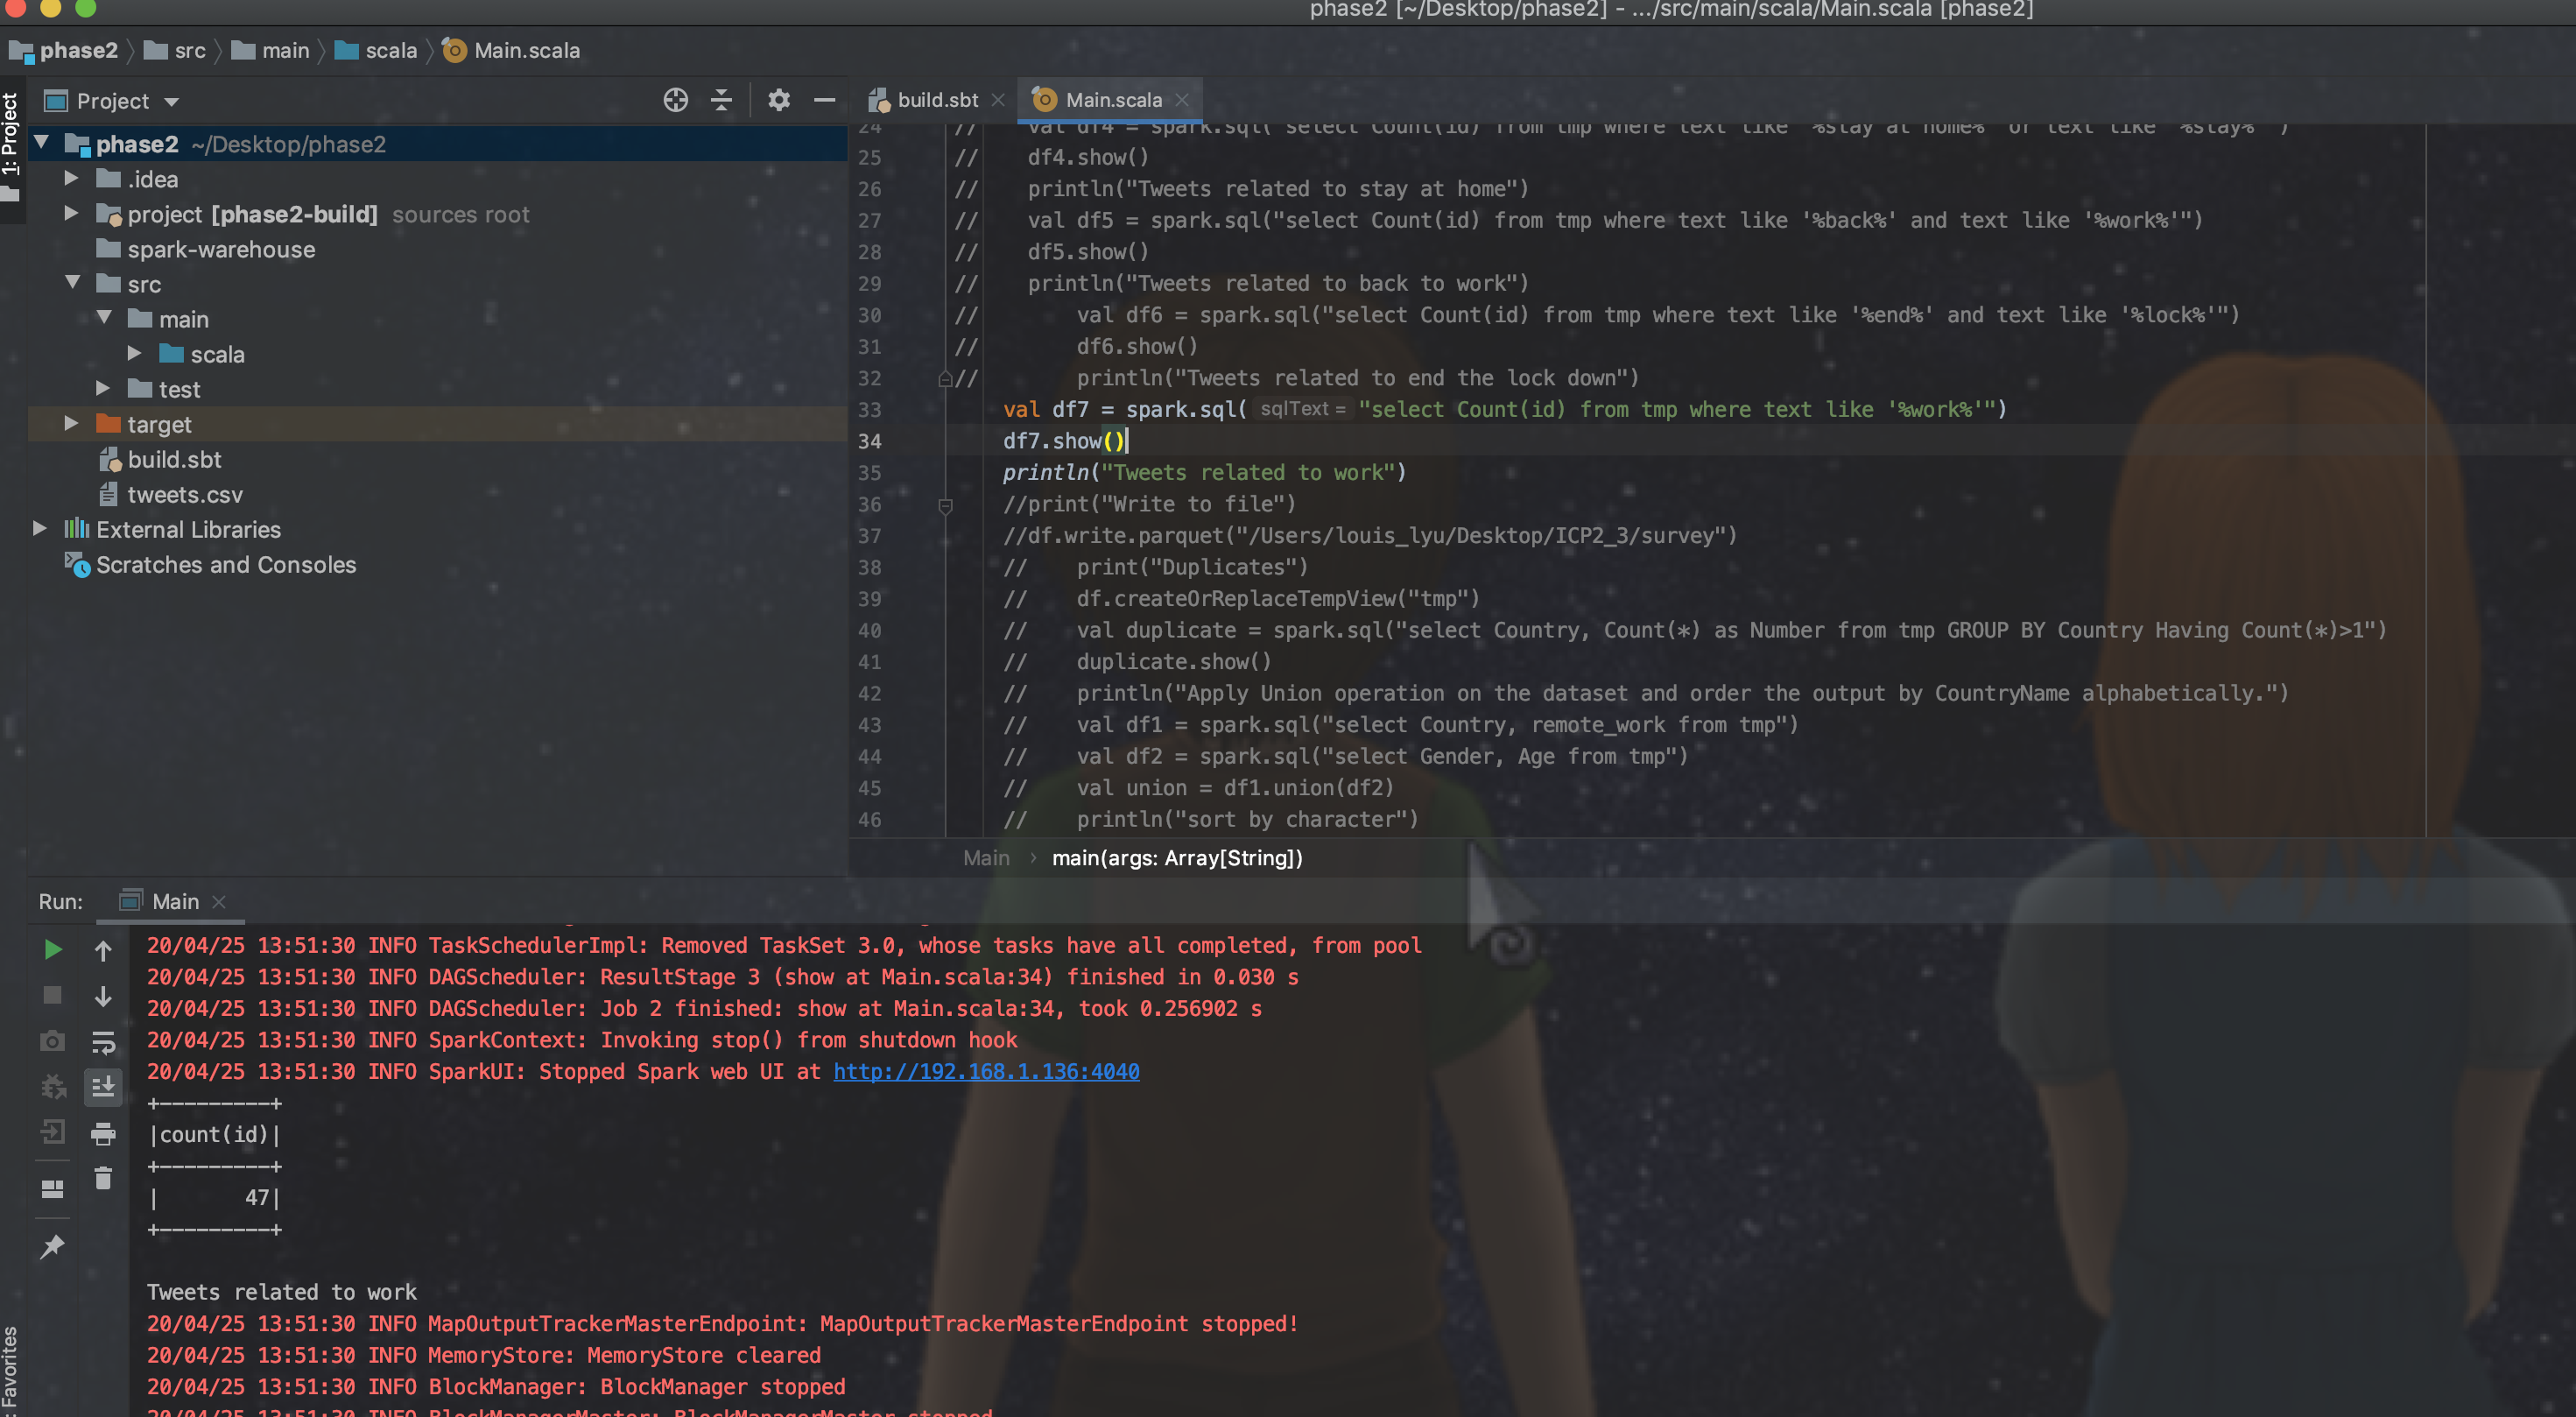 phase2 [~/Desktop/phase2] - .../src/main/scala/Main.scala [phase2]
phase2 src main scala Main.scala
1: Project
Project
phase2 ~/Desktop/phase2
.idea
project [phase2-build] sources root
spark-warehouse
src
main
scala
test
target
build.sbt
tweets.csv
External Libraries
Scratches and Consoles
build.sbt Main.scala
24 // val df4 = spark.sql("select Count(id) from tmp where text like '%stay at home%' or text like '%stay%'")
25 // df4.show()
26 // println("Tweets related to stay at home")
27 // val df5 = spark.sql("select Count(id) from tmp where text like '%back%' and text like '%work%'")
28 // df5.show()
29 // println("Tweets related to back to work")
30 // val df6 = spark.sql("select Count(id) from tmp where text like '%end%' and text like '%lock%'")
31 // df6.show()
32 // println("Tweets related to end the lock down")
33 val df7 = spark.sql( sqlText = "select Count(id) from tmp where text like '%work%'")
34 df7.show()
35 println("Tweets related to work")
36 //print("Write to file")
37 //df.write.parquet("/Users/louis_lyu/Desktop/ICP2_3/survey")
38 // print("Duplicates")
39 // df.createOrReplaceTempView("tmp")
40 // val duplicate = spark.sql("select Country, Count(*) as Number from tmp GROUP BY Country Having Count(*)>1")
41 // duplicate.show()
42 // println("Apply Union operation on the dataset and order the output by CountryName alphabetically.")
43 // val df1 = spark.sql("select Country, remote_work from tmp")
44 // val df2 = spark.sql("select Gender, Age from tmp")
45 // val union = df1.union(df2)
46 // println("sort by character")
Main › main(args: Array[String])
Run: Main
20/04/25 13:51:30 INFO TaskSchedulerImpl: Removed TaskSet 3.0, whose tasks have all completed, from pool
20/04/25 13:51:30 INFO DAGScheduler: ResultStage 3 (show at Main.scala:34) finished in 0.030 s
20/04/25 13:51:30 INFO DAGScheduler: Job 2 finished: show at Main.scala:34, took 0.256902 s
20/04/25 13:51:30 INFO SparkContext: Invoking stop() from shutdown hook
20/04/25 13:51:30 INFO SparkUI: Stopped Spark web UI at http://192.168.1.136:4040
+---------+
|count(id)|
+---------+
|       47|
+---------+
Tweets related to work
20/04/25 13:51:30 INFO MapOutputTrackerMasterEndpoint: MapOutputTrackerMasterEndpoint stopped!
20/04/25 13:51:30 INFO MemoryStore: MemoryStore cleared
20/04/25 13:51:30 INFO BlockManager: BlockManager stopped
20/04/25 13:51:30 INFO BlockManagerMaster: BlockManagerMaster stopped
Favorites